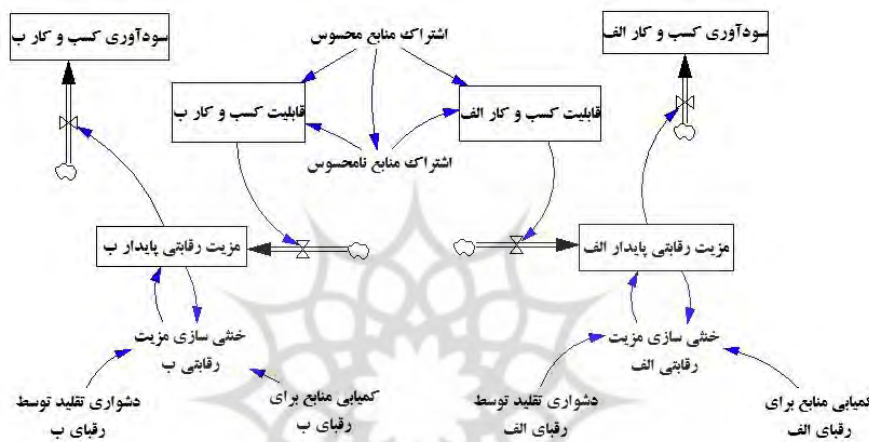 سودآوری کسب و کار الف
سودآوری کسب و کار ب
اشتراک منابع محسوس
قابلیت کسب و کار الف
قابلیت کسب و کار ب
اشتراک منابع نامحسوس
مزیت رقابتی پایدار الف
مزیت رقابتی پایدار ب
خنثی سازی مزیت
رقابتی الف
خنثی سازی مزیت
رقابتی ب
کمیابی منابع برای
رقبای الف
دشواری تقلید توسط
رقبای الف
کمیابی منابع برای
رقبای ب
دشواری تقلید توسط
رقبای ب